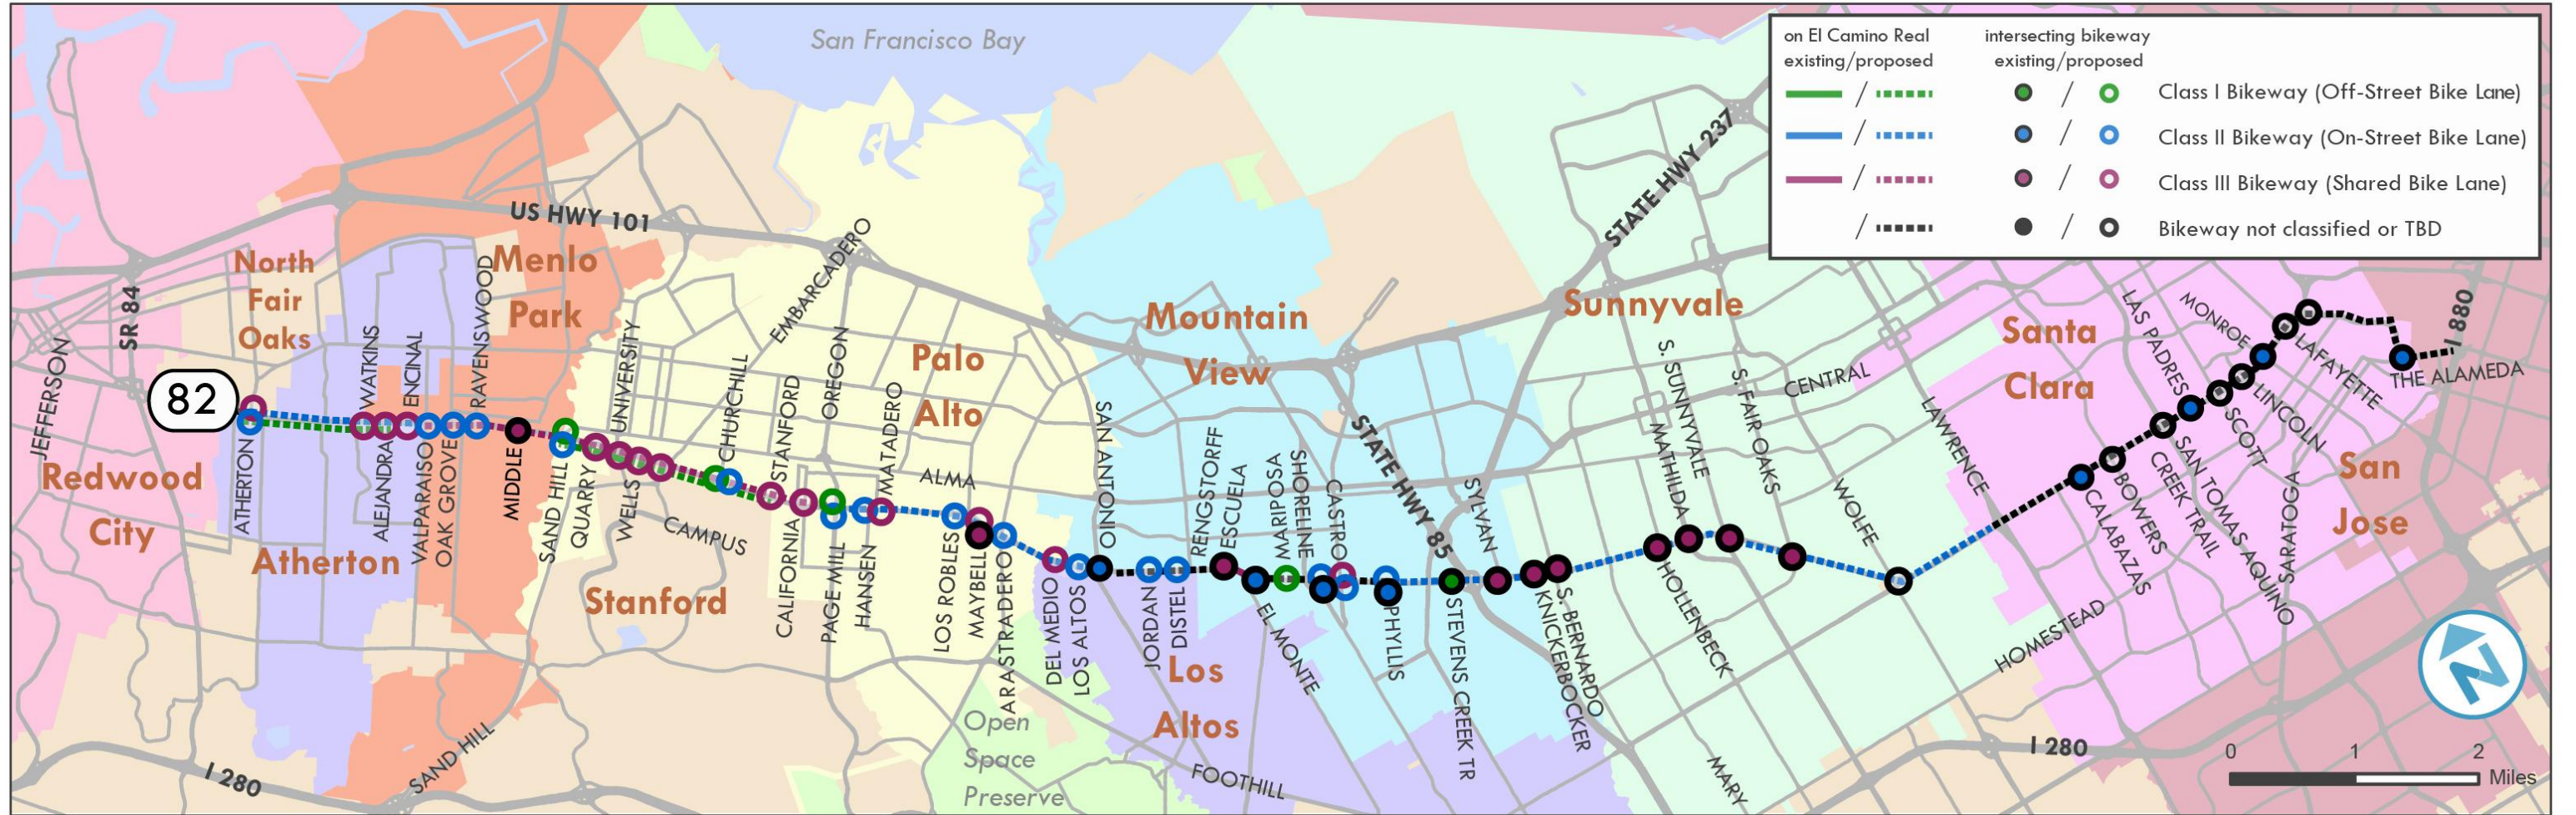 San Francisco Bay
on El Camino Real
existing/proposed
intersecting bikeway
existing/proposed
Class I Bikeway (Off-Street Bike Lane)
Class II Bikeway (On-Street Bike Lane)
Class III Bikeway (Shared Bike Lane)
Bikeway not classified or TBD
US HWY 101
STATE HWY 237
STATE HWY 85
SR 84
I 880
I 280
I 280
82
North
Fair
Oaks
Menlo
Park
Palo
Alto
Mountain
View
Sunnyvale
Santa
Clara
San
Jose
Redwood
City
Atherton
Stanford
Los
Altos
Open
Space
Preserve
JEFFERSON
ATHERTON
WATKINS
ALEJANDRA
ENCINAL
VALPARAISO
OAK GROVE
RAVENSWOOD
MIDDLE
SAND HILL
SAND HILL
QUARRY
UNIVERSITY
WELLS
CAMPUS
CHURCHILL
EMBARCADERO
STANFORD
CALIFORNIA
OREGON
PAGE MILL
HANSEN
MATADERO
ALMA
LOS ROBLES
MAYBELL
ARASTRADERO
DEL MEDIO
LOS ALTOS
SAN ANTONIO
JORDAN
DISTEL
RENGSTORFF
ESCUELA
EL MONTE
MARIPOSA
SHORELINE
CASTRO
PHYLLIS
FOOTHILL
STEVENS CREEK TR
SYLVAN
KNICKERBOCKER
S. BERNARDO
HOLLENBECK
MATHILDA
S. SUNNYVALE
S. FAIR OAKS
MARY
CENTRAL
WOLFE
LAWRENCE
HOMESTEAD
CALABAZAS
BOWERS
SAN TOMAS AQUINO
CREEK TRAIL
LAS PADRES
SCOTT
LINCOLN
MONROE
LAFAYETTE
SARATOGA
THE ALAMEDA
N
0 1 2
Miles